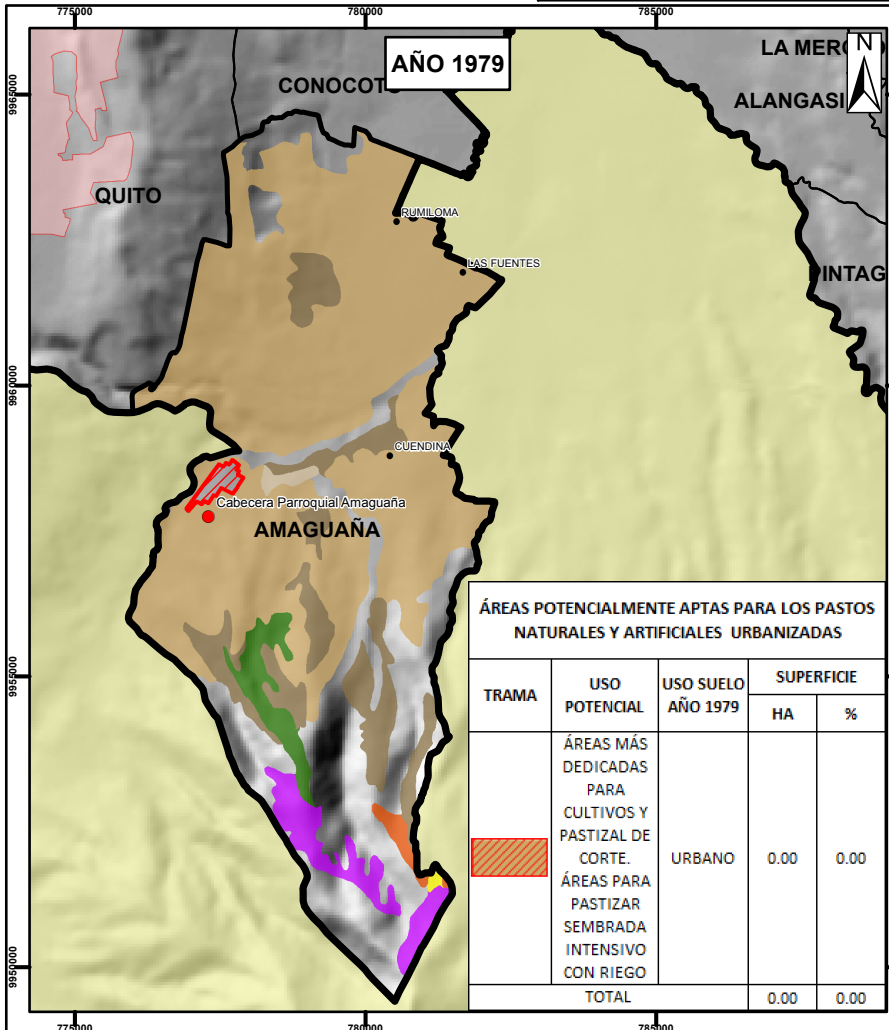 775000
780000
785000
AÑO 1979
N
LA MERC
CONOCOT
ALANGASI
9965000
QUITO
RUMILOMA
LAS FUENTES
PINTAG
9960000
CUENDINA
Cabecera Parroquial Amaguaña
AMAGUAÑA
9955000
9950000
ÁREAS POTENCIALMENTE APTAS PARA LOS PASTOS
NATURALES Y ARTIFICIALES URBANIZADAS
TRAMA
USO
POTENCIAL
USO SUELO
AÑO 1979
SUPERFICIE
HA
%
ÁREAS MÁS
DEDICADAS
PARA
CULTIVOS Y
PASTIZAL DE
CORTE.
ÁREAS PARA
PASTIZAR
SEMBRADA
INTENSIVO
CON RIEGO
URBANO
0.00
0.00
TOTAL
0.00
0.00
775000
780000
785000